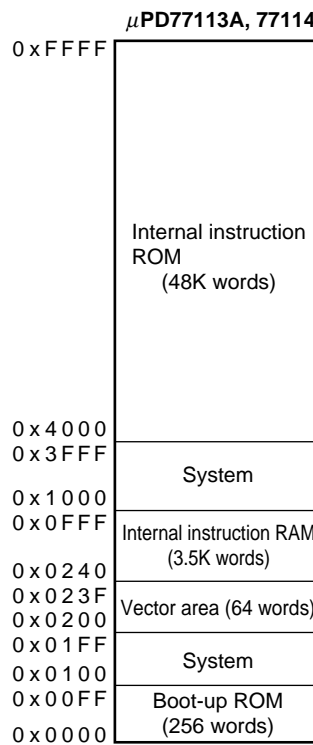 μPD77113A, 77114
0xFFFF
Internal instruction
ROM
(48K words)
0x4000
0x3FFF
System
0x1000
0x0FFF
Internal instruction RAM
(3.5K words)
0x0240
0x023F
Vector area (64 words)
0x0200
0x01FF
System
0x0100
0x00FF
Boot-up ROM
(256 words)
0x0000